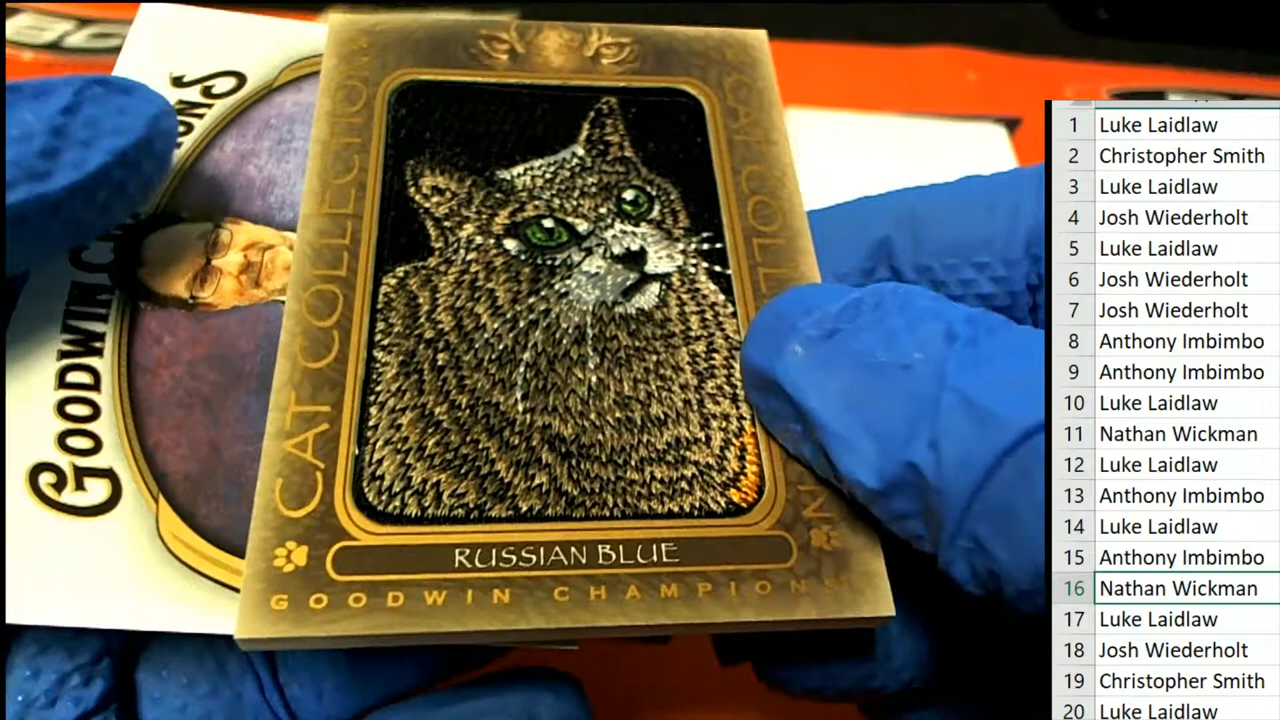 GOODWIN
CAT COLLECTION
CAT COLL
RUSSIAN BLUE
GOODWIN CHAMPIONS
1 Luke Laidlaw
2 Christopher Smith
3 Luke Laidlaw
4 Josh Wiederholt
5 Luke Laidlaw
6 Josh Wiederholt
7 Josh Wiederholt
8 Anthony Imbimbo
9 Anthony Imbimbo
10 Luke Laidlaw
11 Nathan Wickman
12 Luke Laidlaw
13 Anthony Imbimbo
14 Luke Laidlaw
15 Anthony Imbimbo
16 Nathan Wickman
17 Luke Laidlaw
18 Josh Wiederholt
19 Christopher Smith
20 Luke Laidlaw